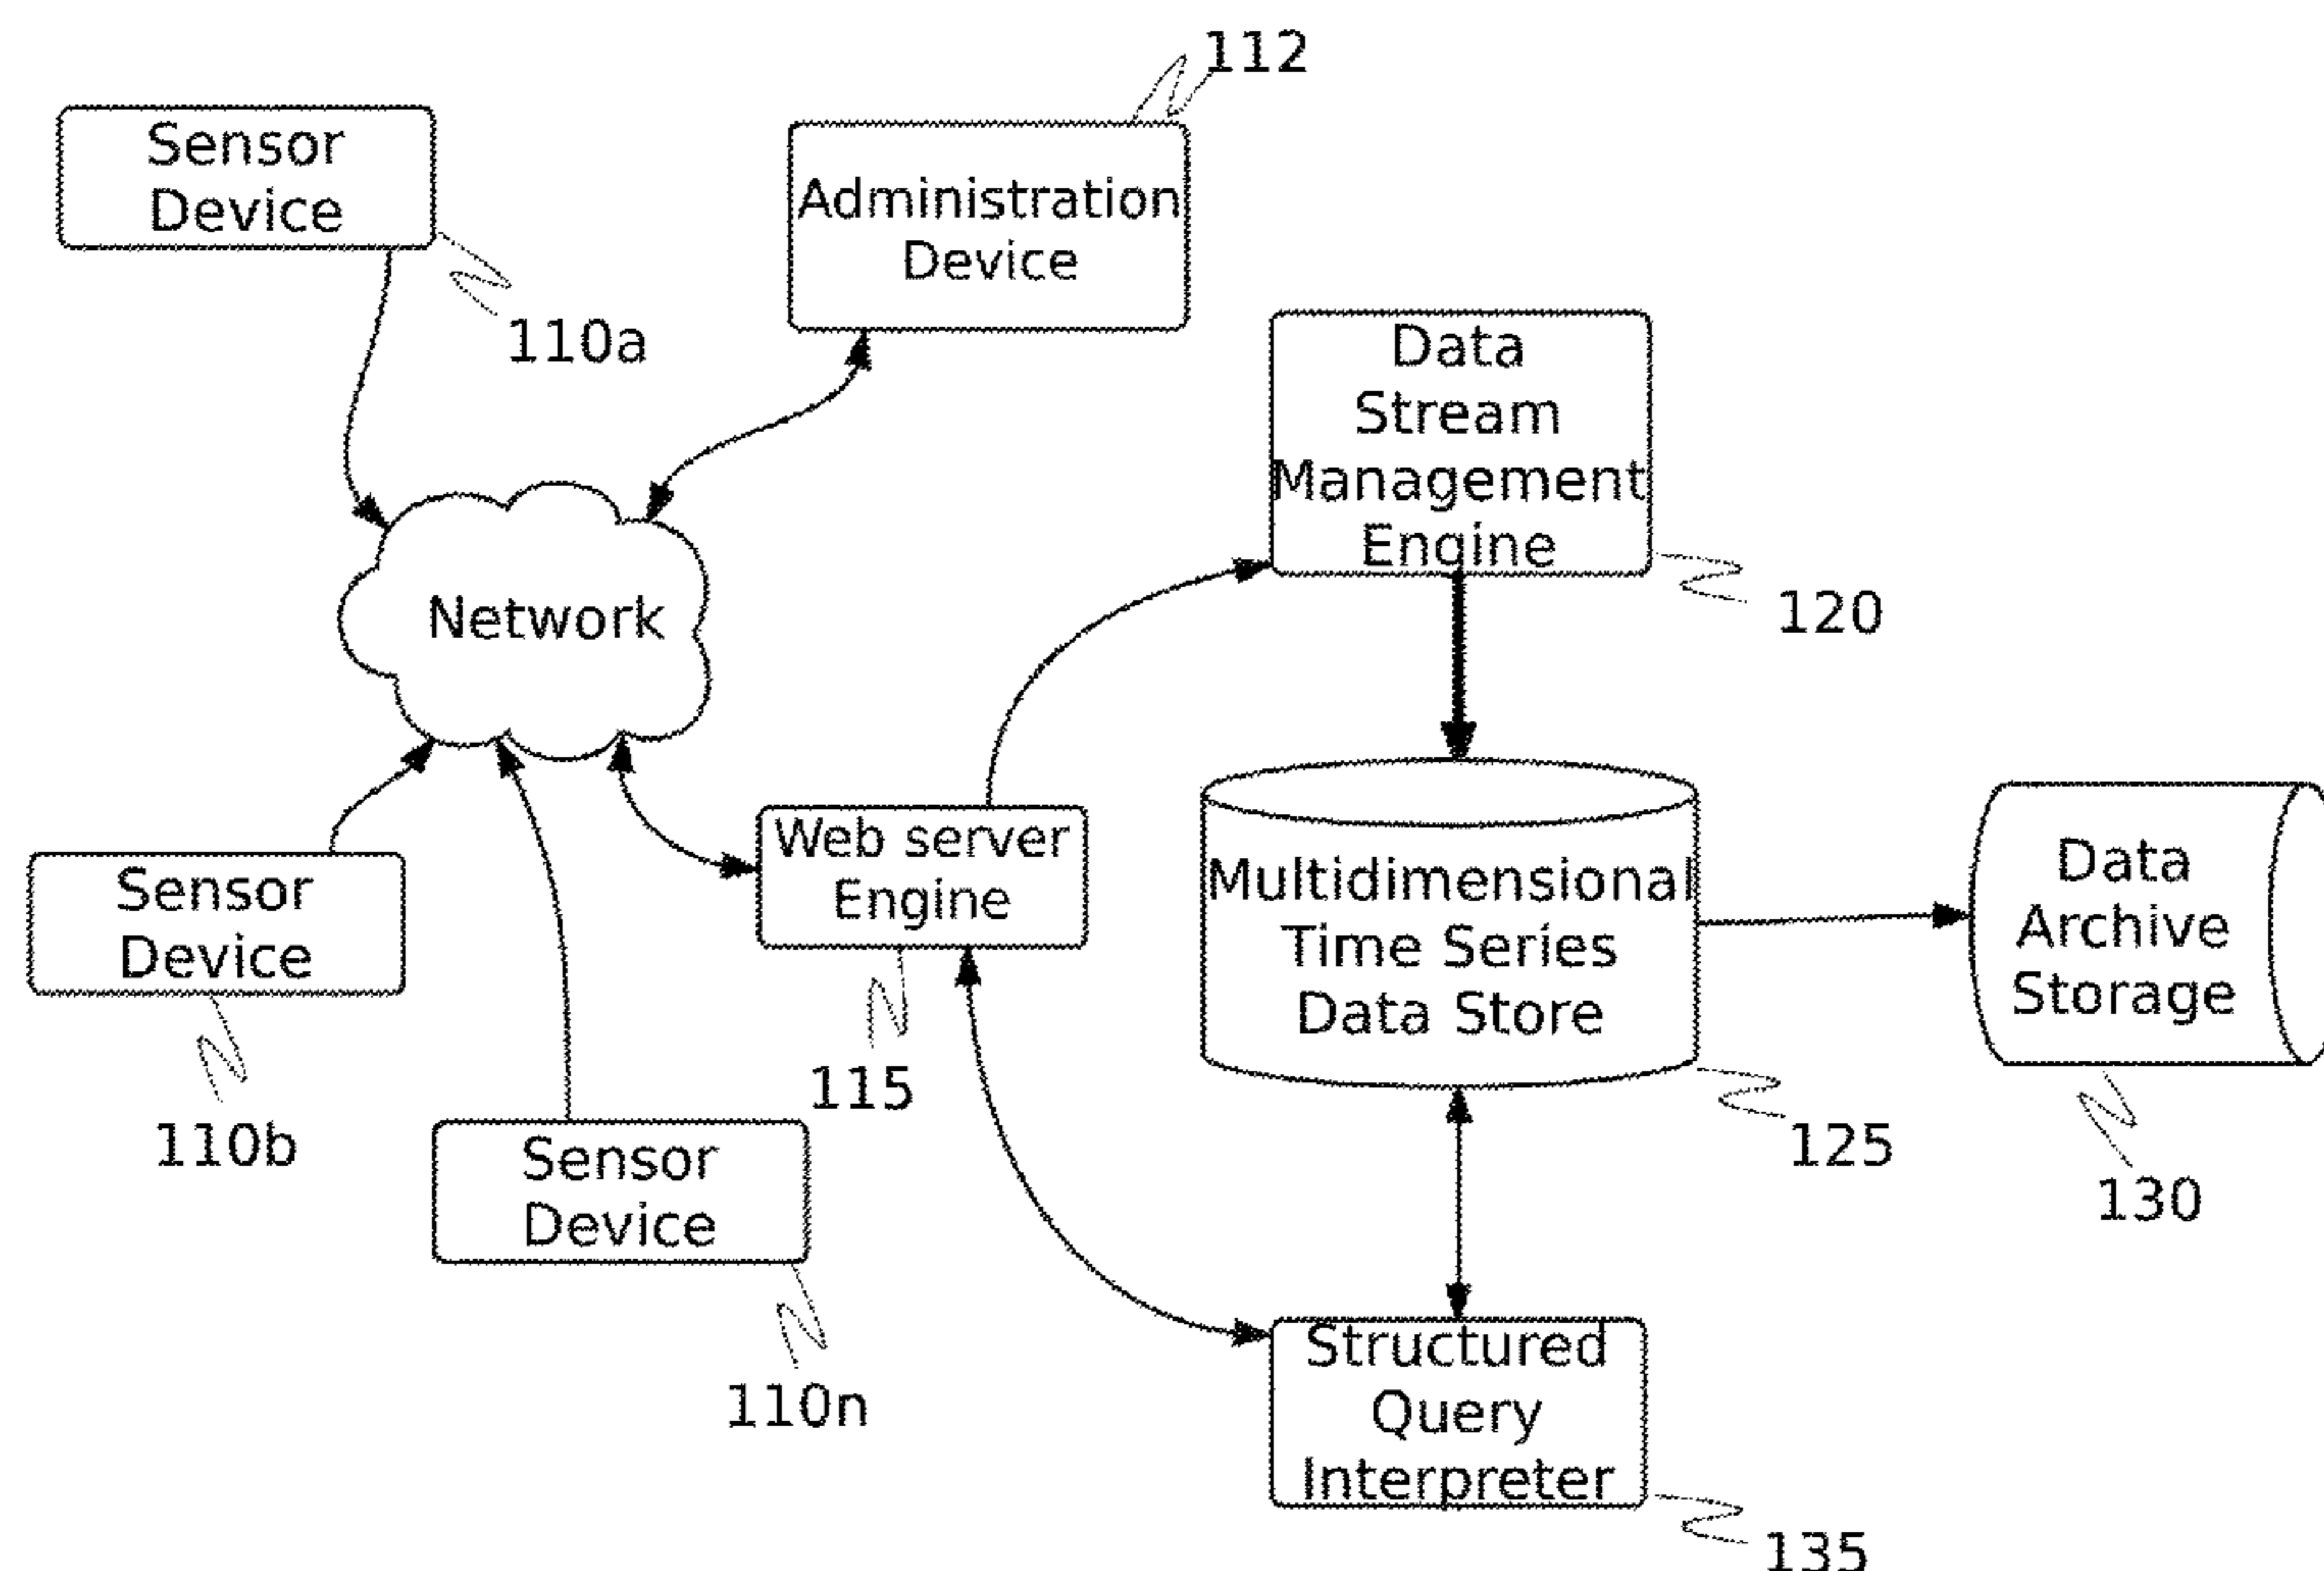 112
Sensor
Device
110a
Administration
Device
Data
Stream
Management
Engine
120
Network
Web server
Engine
115
Sensor
Device
110b
Sensor
Device
110n
Multidimensional
Time Series
Data Store
125
Data
Archive
Storage
130
Structured
Query
Interpreter
135